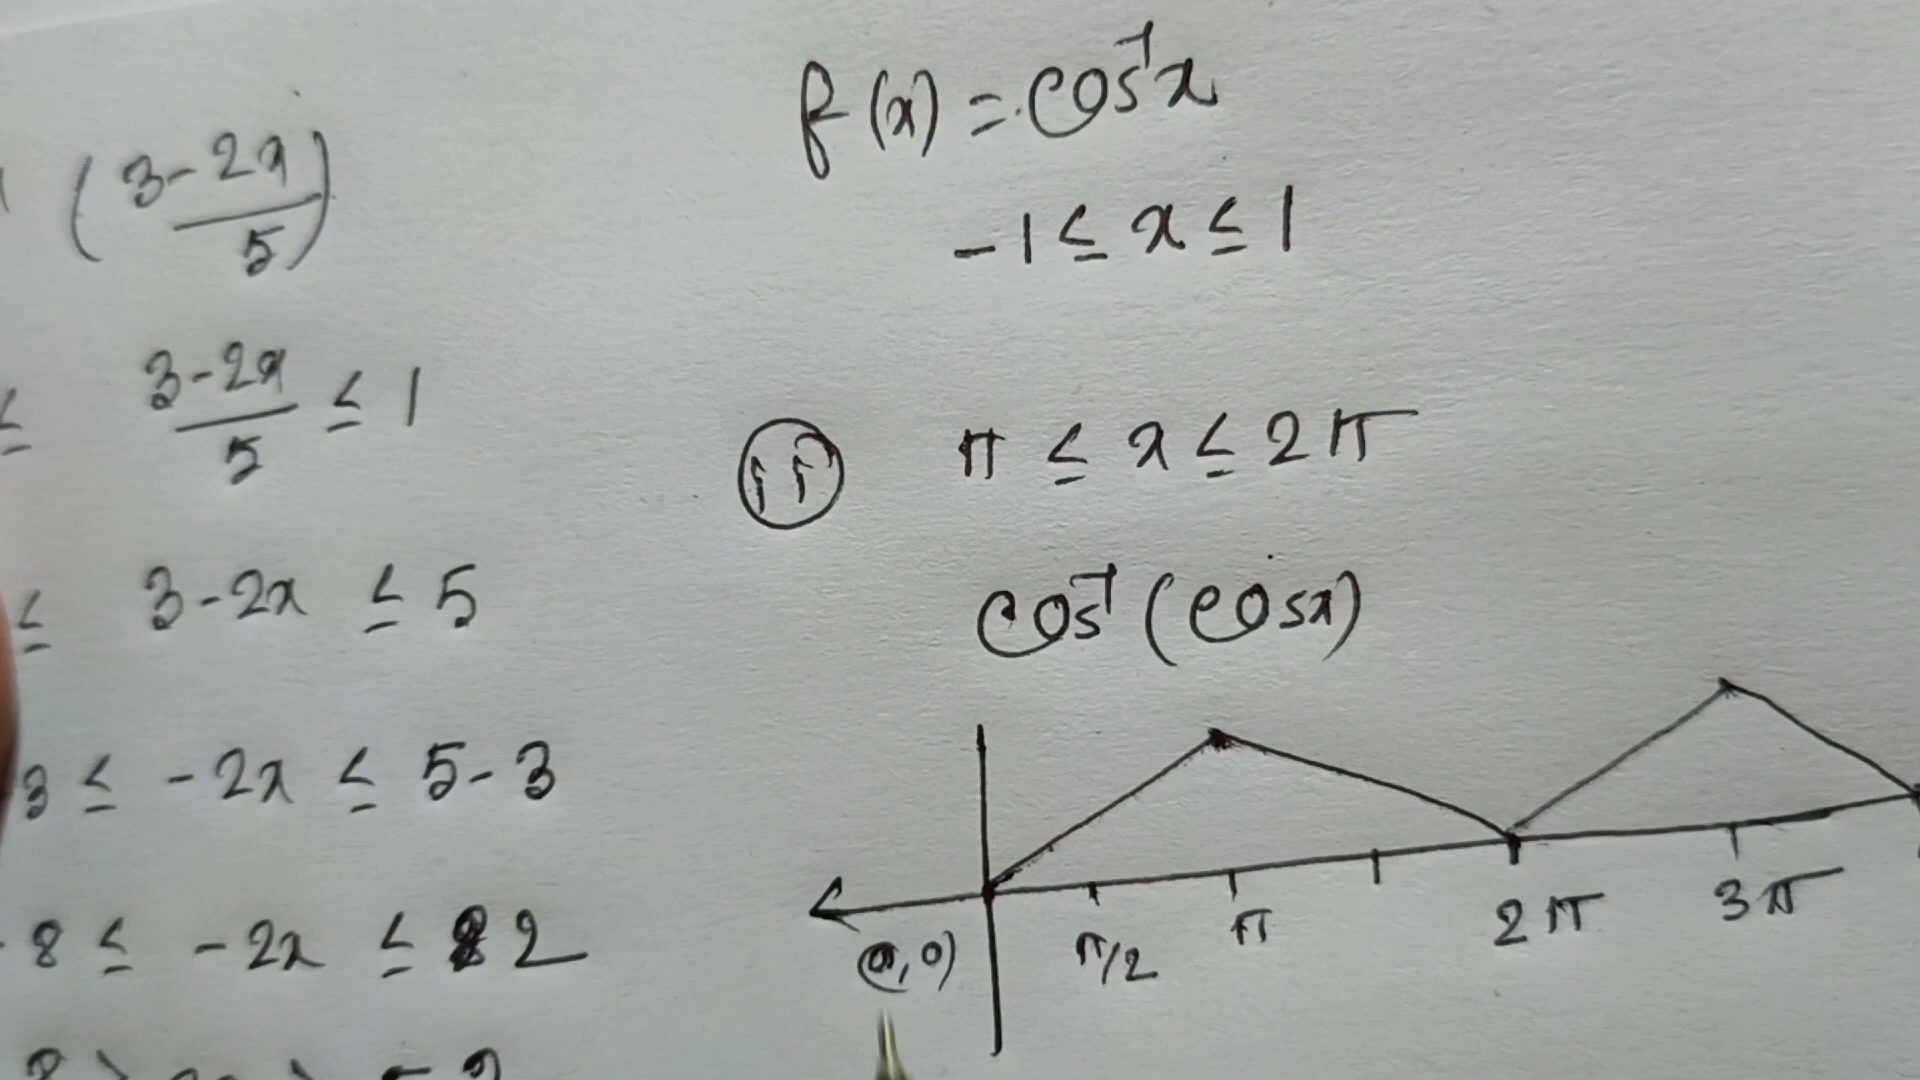 (3-2x/5)
≤ 3-2x/5 ≤ 1
≤ 3-2x ≤ 5
3 ≤ -2x ≤ 5-3
-8 ≤ -2x ≤ 2
f(x) = cos⁻¹x
-1 ≤ x ≤ 1
ii π ≤ x ≤ 2π
cos⁻¹(cosx)
(0,0) π/2 π 2π 3π